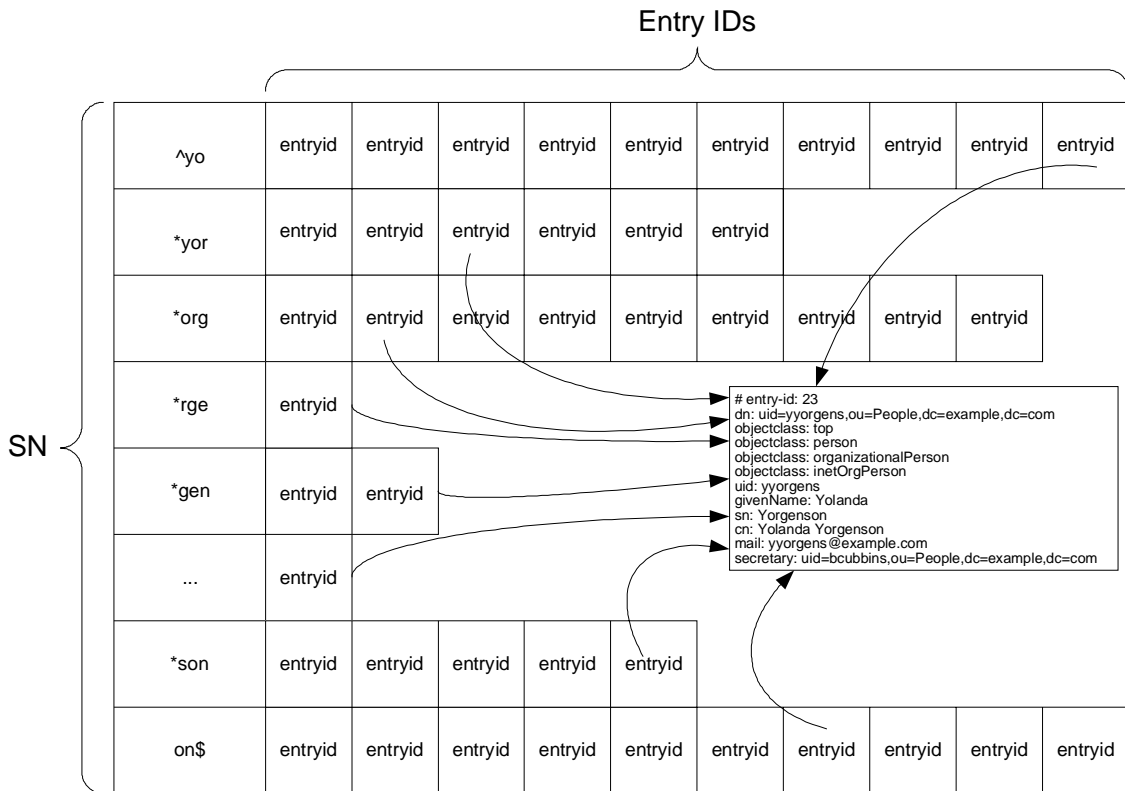 Entry IDs
SN
^yo entryid entryid entryid entryid entryid entryid entryid entryid entryid entryid
*yor entryid entryid entryid entryid entryid entryid
*org entryid entryid entryid entryid entryid entryid entryid entryid entryid
*rge entryid
*gen entryid entryid
... entryid
*son entryid entryid entryid entryid entryid
on$ entryid entryid entryid entryid entryid entryid entryid entryid entryid entryid
# entry-id: 23
dn: uid=yyorgens,ou=People,dc=example,dc=com
objectclass: top
objectclass: person
objectclass: organizationalPerson
objectclass: inetOrgPerson
uid: yyorgens
givenName: Yolanda
sn: Yorgenson
cn: Yolanda Yorgenson
mail: yyorgens@example.com
secretary: uid=bcubbins,ou=People,dc=example,dc=com